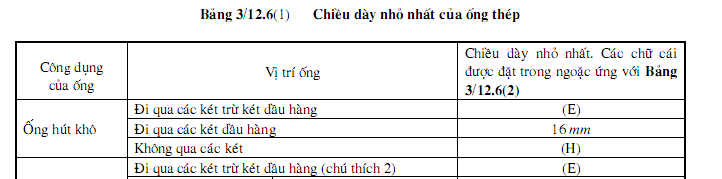 Bảng 3/12.6(1) Chiều dày nhỏ nhất của ống thép
Công dụng của ống
Vị trí ống
Chiều dày nhỏ nhất. Các chữ cái
được đặt trong ngoặc ứng với Bảng
3/12.6(2)
Ống hút khô
Đi qua các két trừ két dầu hàng
(E)
Đi qua các két dầu hàng
16 mm
Không qua các két
(H)
Đi qua các két trừ két dầu hàng (chú thích 2)
(E)